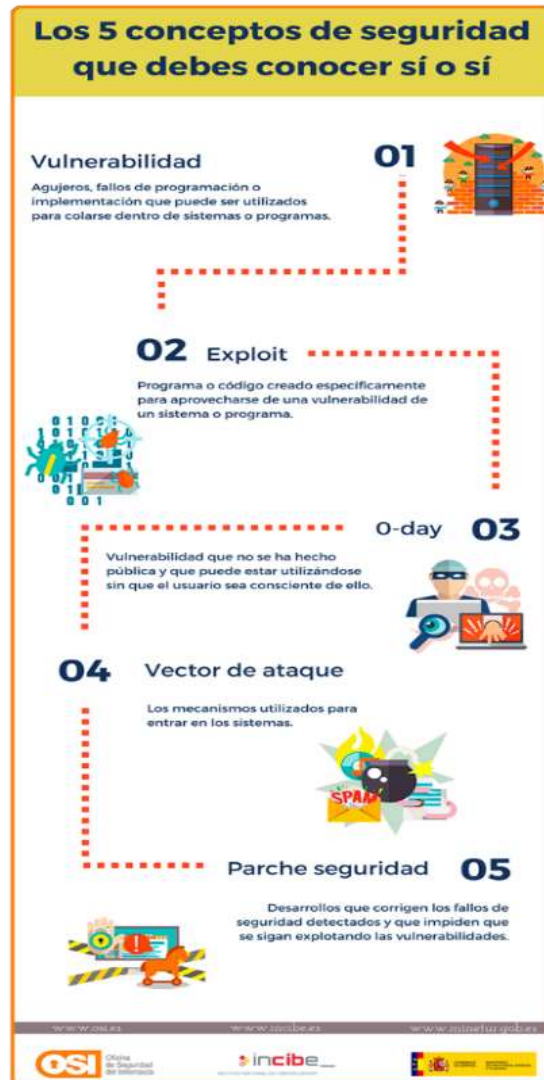 Los 5 conceptos de seguridad
que debes conocer sí o sí
Vulnerabilidad
01
Agujeros, fallos de programación o
implementación que puede ser utilizados
para colarse dentro de sistemas o programas.
02 Exploit
Programa o código creado específicamente
para aprovecharse de una vulnerabilidad de
un sistema o programa.
0-day 03
Vulnerabilidad que no se ha hecho
pública y que puede estar utilizándose
sin que el usuario sea consciente de ello.
04 Vector de ataque
Los mecanismos utilizados para
entrar en los sistemas.
SPAM
Parche seguridad 05
Desarrollos que corrigen los fallos de
seguridad detectados y que impiden que
se sigan explotando las vulnerabilidades.
www.osi.es www.incibe.es www.minetur.gob.es
OSI
Oficina
de Seguridad
del Internauta
incibe_